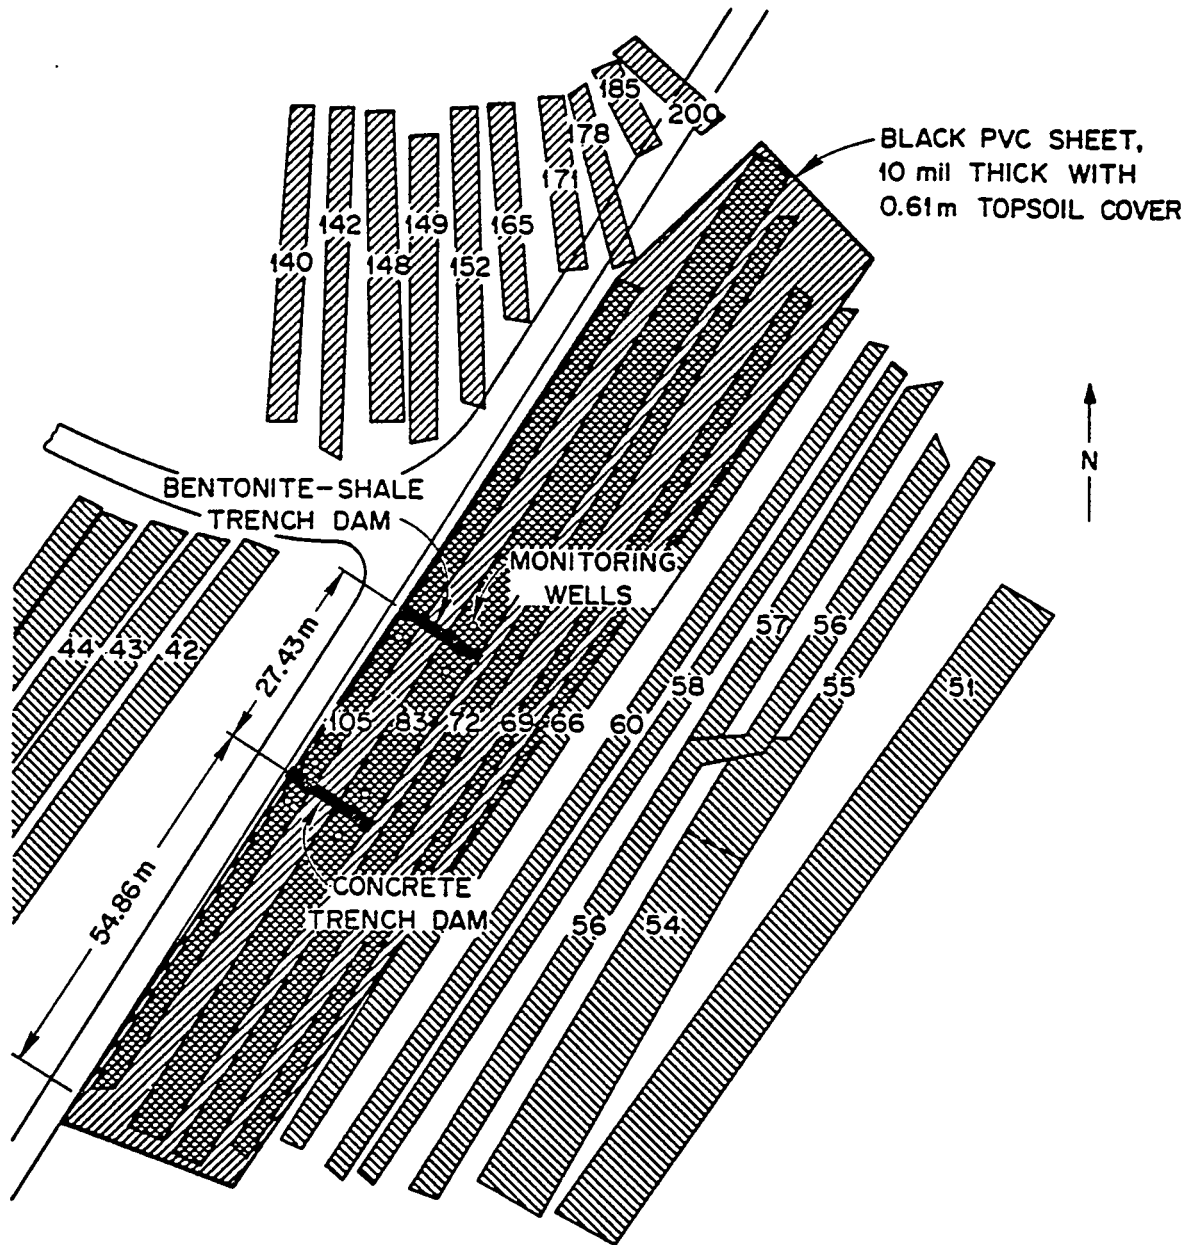 185
200
78
BLACK PVC SHEET,
10 mil THICK WITH
0.61m TOPSOIL COVER
171
142
149
165
140
148
152
N
BENTONITE-SHALE
TRENCH DAM
MONITORING
WELLS
27.43m
44
43
42
57
56
58
55
51
105
83
72
69
66
60
54.86m
CONCRETE
TRENCH DAM
56
54